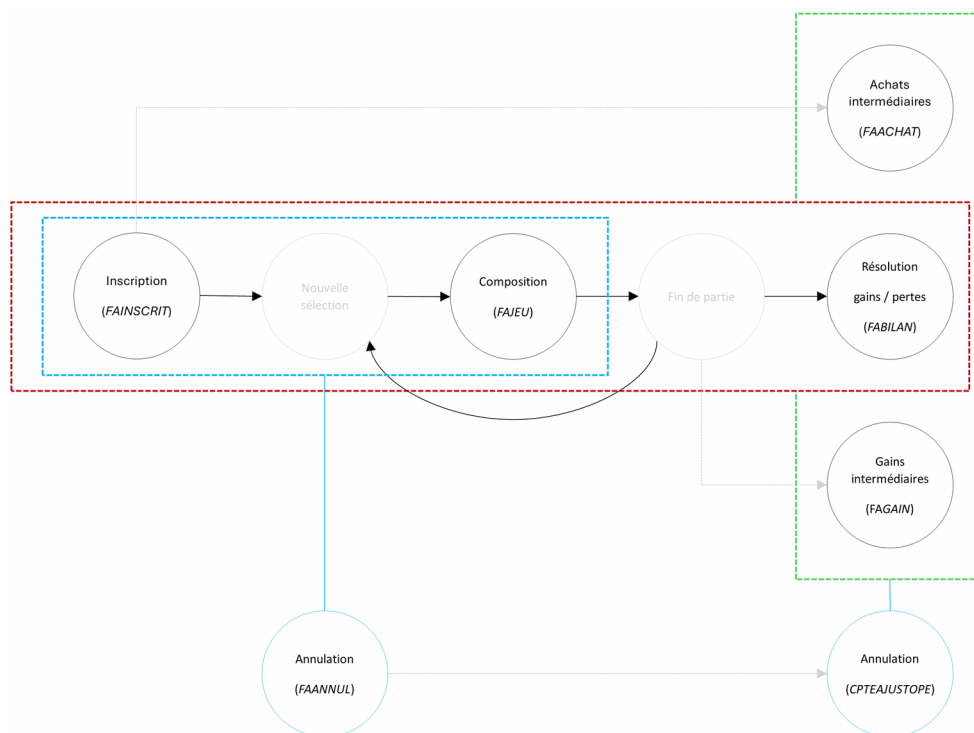 Achats
intermédiaires
(FAACHAT)
Inscription
(FAINSCRIT)
Nouvelle
sélection
Composition
(FAJEU)
Fin de partie
Résolution
gains / pertes
(FABILAN)
Gains
intermédiaires
(FAGAIN)
Annulation
(FAANNUL)
Annulation
(CPTEAJUSTOPE)